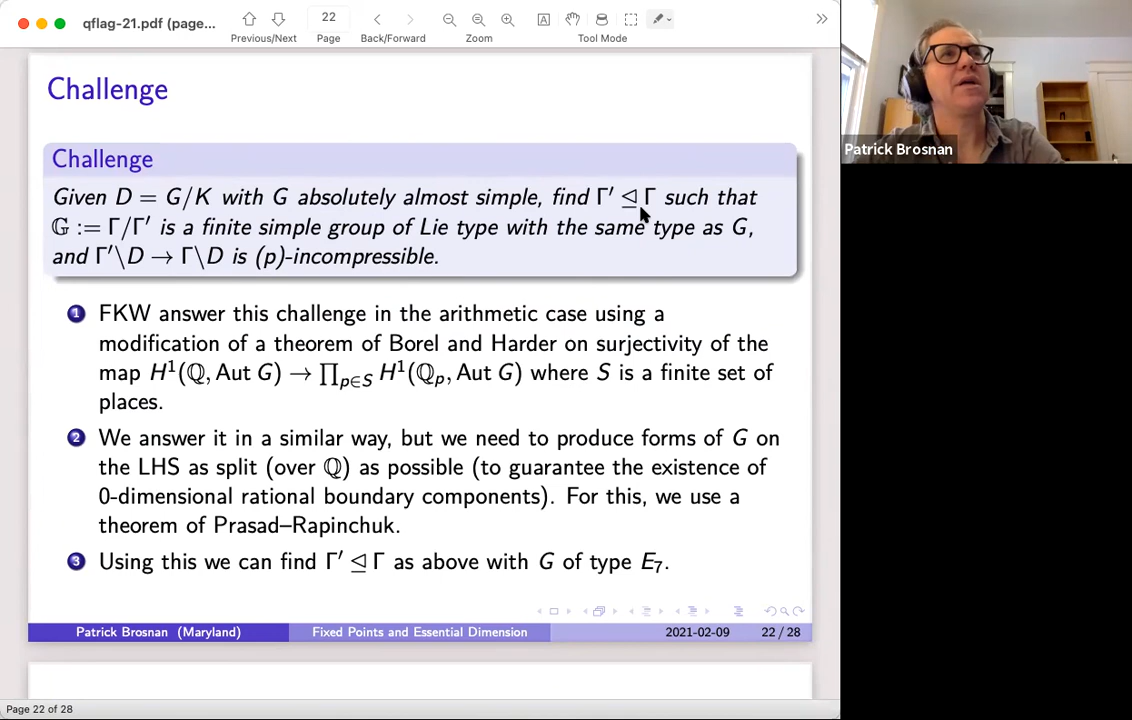 qflag-21.pdf (page...
22
Previous/Next
Page
Back/Forward
Zoom
Tool Mode
Patrick Brosnan
Challenge
Challenge
Given D = G/K with G absolutely almost simple, find Γ′ ⊴ Γ such that
𝔾 := Γ/Γ′ is a finite simple group of Lie type with the same type as G,
and Γ′\D → Γ\D is (p)-incompressible.
1 FKW answer this challenge in the arithmetic case using a
modification of a theorem of Borel and Harder on surjectivity of the
map H¹(ℚ, Aut G) → ∏_{p∈S} H¹(ℚ_p, Aut G) where S is a finite set of
places.
2 We answer it in a similar way, but we need to produce forms of G on
the LHS as split (over ℚ) as possible (to guarantee the existence of
0-dimensional rational boundary components). For this, we use a
theorem of Prasad–Rapinchuk.
3 Using this we can find Γ′ ⊴ Γ as above with G of type E₇.
Patrick Brosnan (Maryland)
Fixed Points and Essential Dimension
2021-02-09
22 / 28
Page 22 of 28